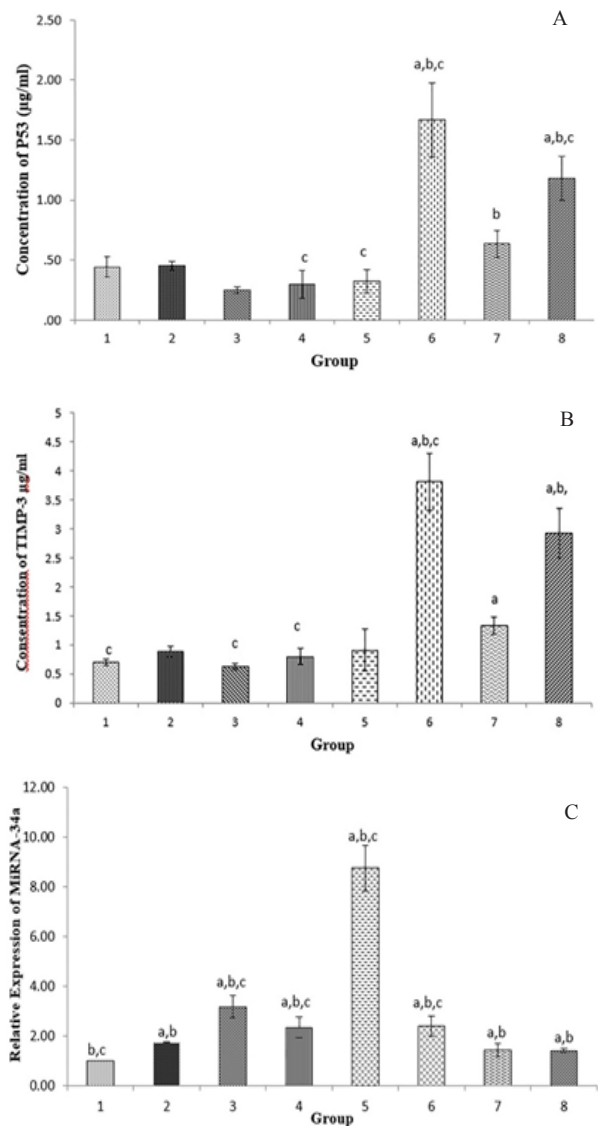 A
Concentration of P53 (µg/ml)
2.50
2.00
1.50
1.00
.50
.00
c
c
a,b,c
b
a,b,c
1 2 3 4 5 6 7 8
Group
B
Consentration of TIMP-3 µg/ml
5
4.5
4
3.5
3
2.5
2
1.5
1
0.5
0
c
c
c
a,b,c
a
a,b,
1 2 3 4 5 6 7 8
Group
C
Relative Expression of MiRNA-34a
12.00
10.00
8.00
6.00
4.00
2.00
0.00
b,c
a,b
a,b,c
a,b,c
a,b,c
a,b,c
a,b
a,b
1 2 3 4 5 6 7 8
Group